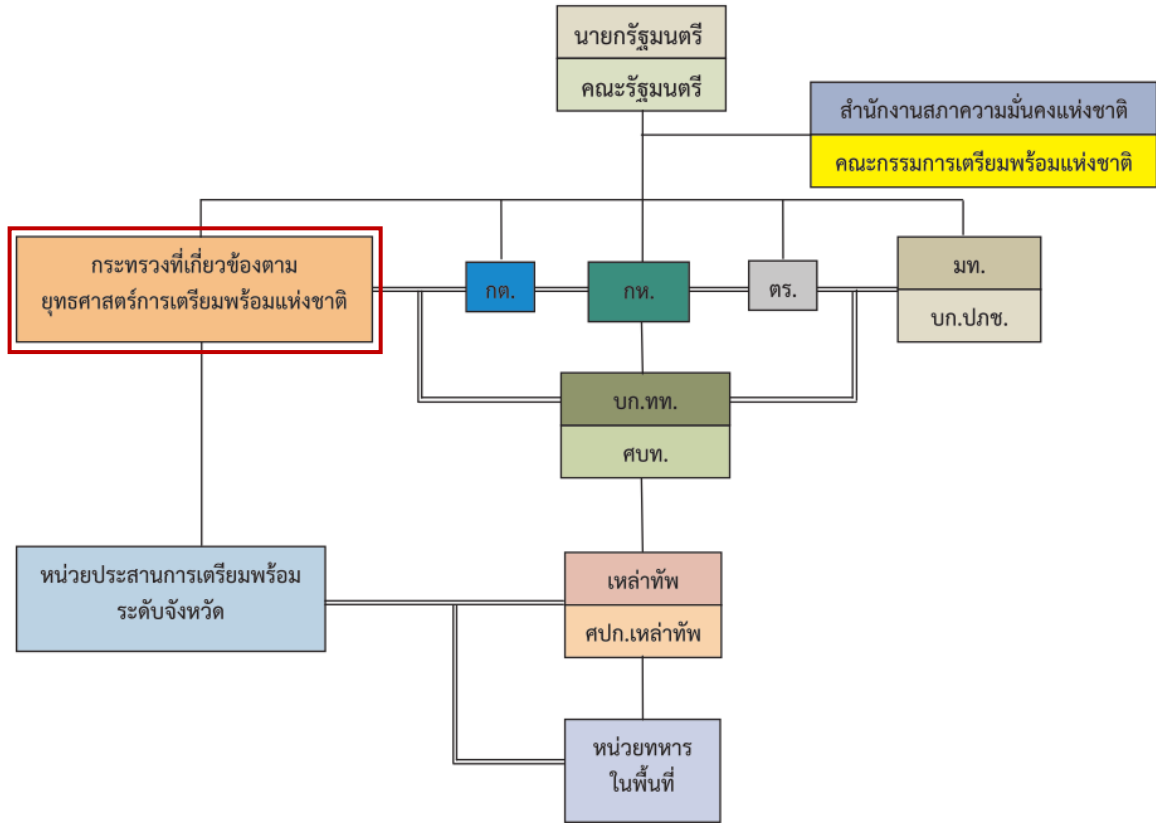 นายกรัฐมนตรี
คณะรัฐมนตรี
สำนักงานสภาความมั่นคงแห่งชาติ
คณะกรรมการเตรียมพร้อมแห่งชาติ
กระทรวงที่เกี่ยวข้องตาม
ยุทธศาสตร์การเตรียมพร้อมแห่งชาติ
กต.
กห.
ตร.
มท.
บก.ปภช.
บก.ทท.
ศบท.
หน่วยประสานการเตรียมพร้อม
ระดับจังหวัด
เหล่าทัพ
ศปก.เหล่าทัพ
หน่วยทหาร
ในพื้นที่